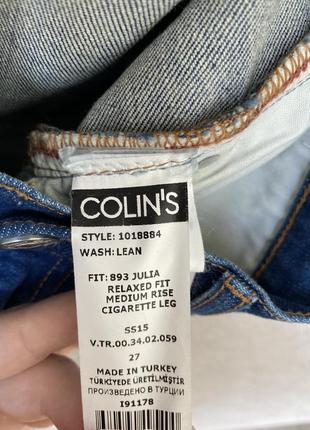 COLIN'S
STYLE: 1018884
WASH: LEAN
FIT: 893 JULIA
RELAXED FIT
MEDIUM RISE
CIGARETTE LEG
SS15
V.TR.00.34.02.059
27
MADE IN TURKEY
TÜRKİYEDE ÜRETİLMİŞTİR
ПРОИЗВЕДЕНО В ТУРЦИИ
I91178